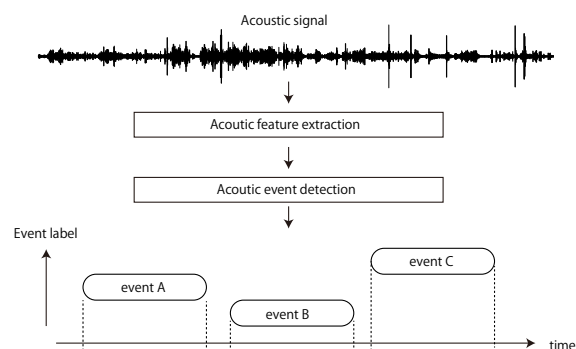 Acoustic signal
Acoutic feature extraction
Acoutic event detection
Event label
event C
event A
event B
time